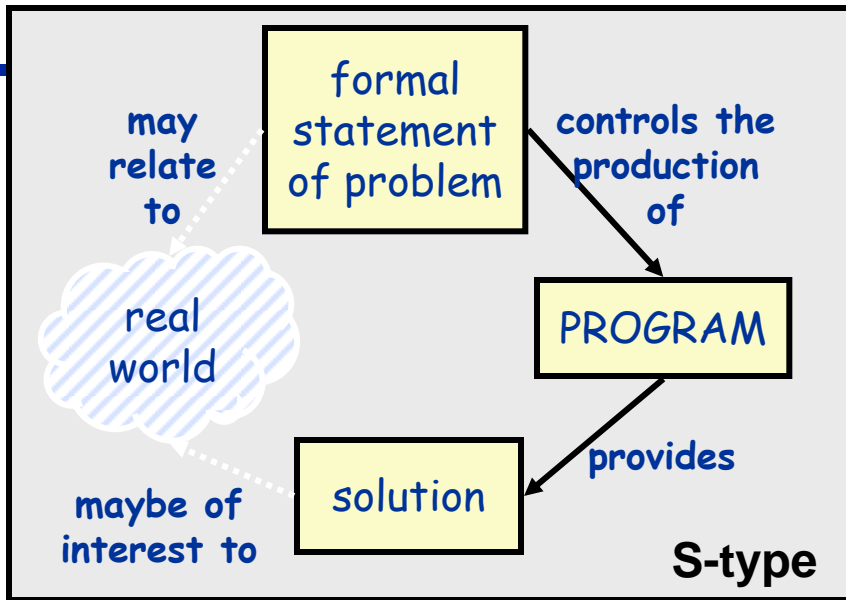 formal
statement
of problem
may
relate
to
controls the
production
of
real
world
PROGRAM
provides
solution
maybe of
interest to
S-type